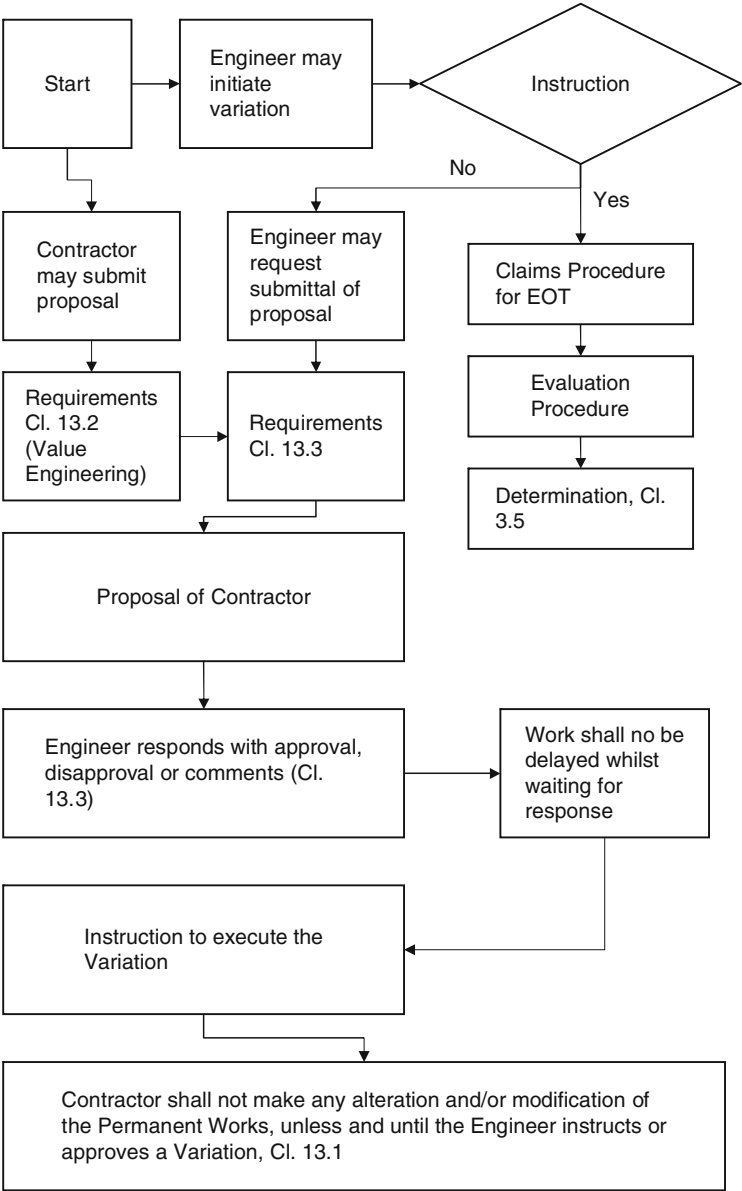 Start
Engineer may
initiate
variation
Instruction
No
Yes
Contractor
may submit
proposal
Engineer may
request
submittal of
proposal
Claims Procedure
for EOT
Requirements
Cl. 13.2
(Value
Engineering)
Requirements
Cl. 13.3
Evaluation
Procedure
Determination, Cl.
3.5
Proposal of Contractor
Engineer responds with approval,
disapproval or comments (Cl.
13.3)
Work shall no be
delayed whilst
waiting for
response
Instruction to execute the
Variation
Contractor shall not make any alteration and/or modification of
the Permanent Works, unless and until the Engineer instructs or
approves a Variation, Cl. 13.1